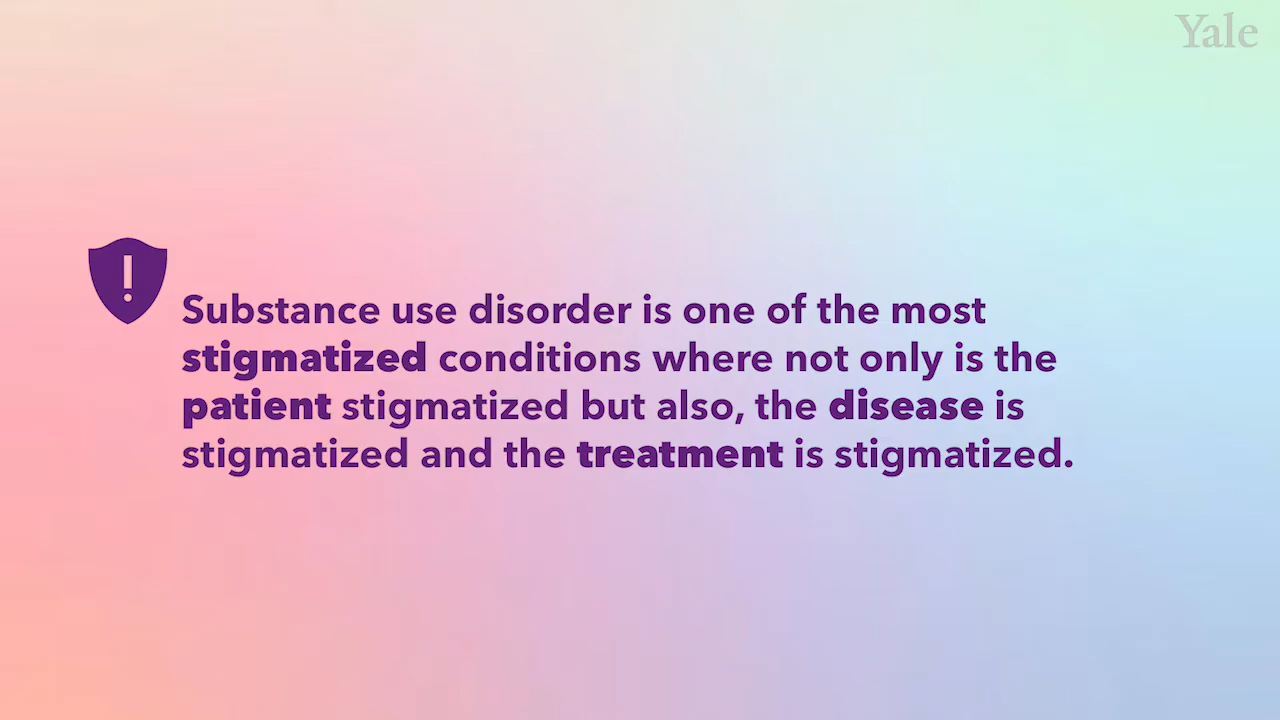 Yale
Substance use disorder is one of the most
stigmatized conditions where not only is the
patient stigmatized but also, the disease is
stigmatized and the treatment is stigmatized.